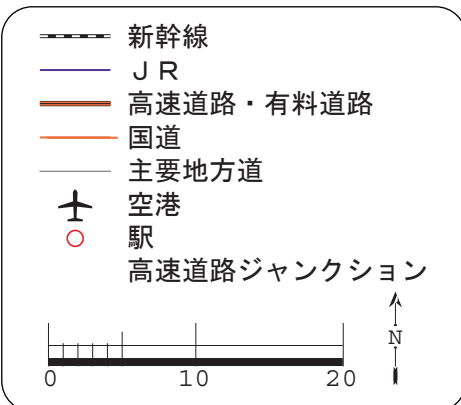 新幹線
ＪＲ
高速道路・有料道路
国道
主要地方道
空港
駅
高速道路ジャンクション
N
0 10 20